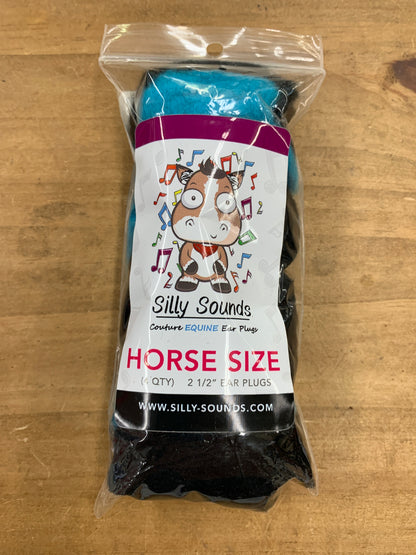 Silly Sounds
Couture EQUINE Ear Plugs
HORSE SIZE
(4 QTY) 2 1/2" EAR PLUGS
WWW.SILLY-SOUNDS.COM